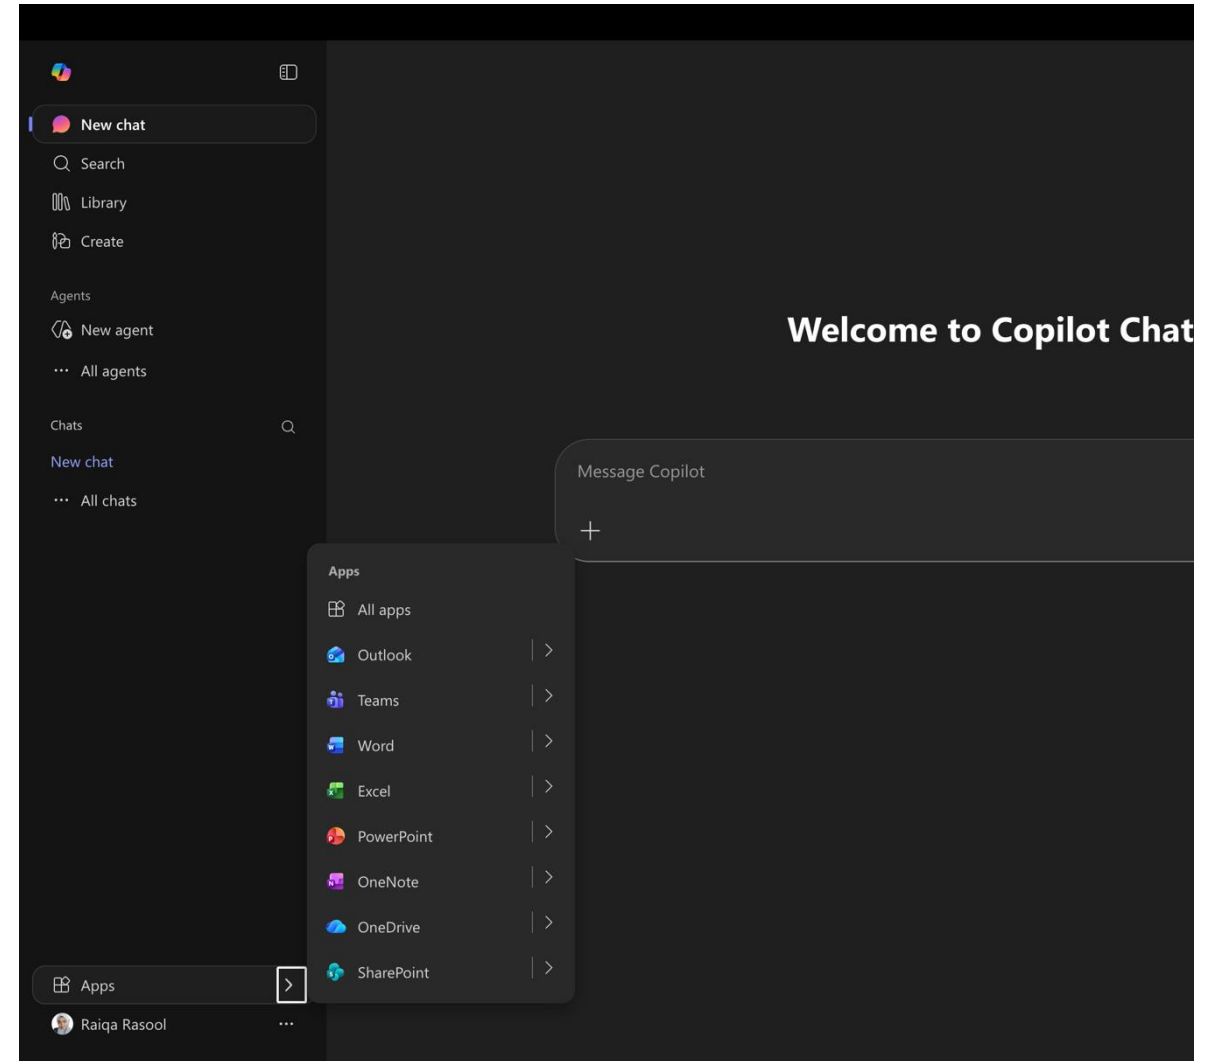 New chat
Search
Library
Create
Agents
New agent
All agents
Chats
New chat
All chats
Apps
Raiqa Rasool
Welcome to Copilot Chat
Message Copilot
Apps
All apps
Outlook
Teams
Word
Excel
PowerPoint
OneNote
OneDrive
SharePoint